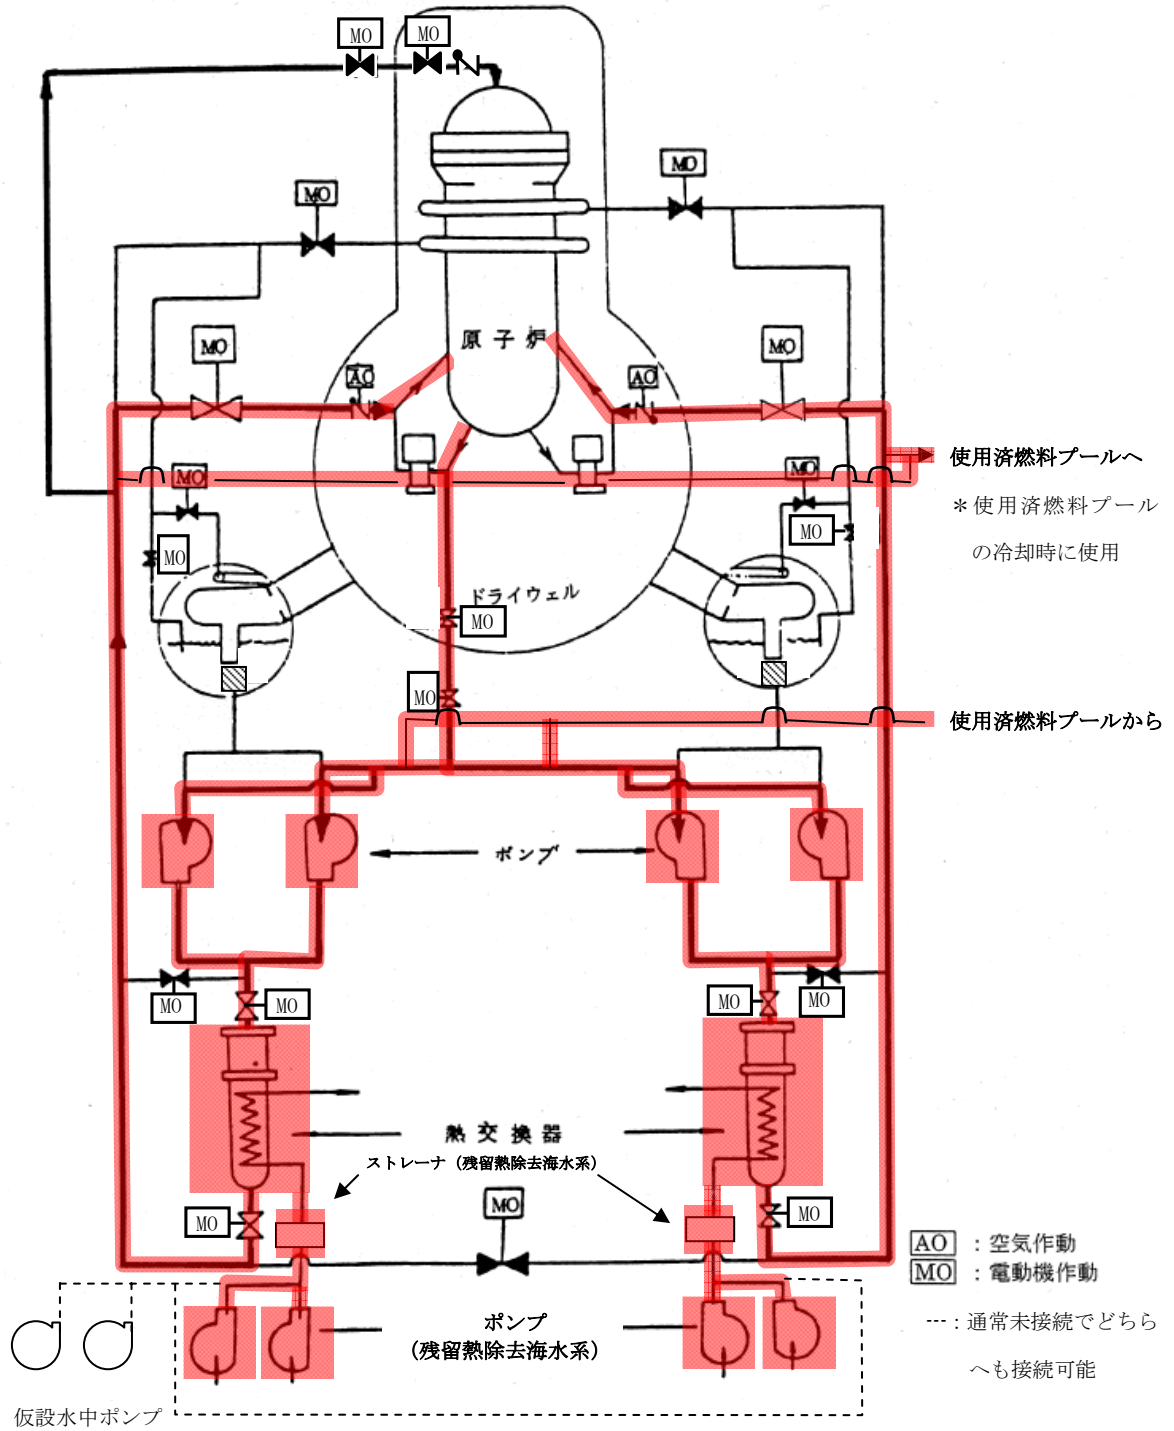 MO
MO
MO
MO
原子炉
MO
AO
AO
MO
使用済燃料プールへ
MO
MO
＊使用済燃料プール
の冷却時に使用
MO
MO
ドライウェル
MO
MO
使用済燃料プールから
ポンプ
MO
MO
MO
MO
熱交換器
ストレーナ（残留熱除去海水系）
MO
MO
MO
AO：空気作動
MO：電動機作動
ポンプ
(残留熱除去海水系）
---：通常未接続でどちら
へも接続可能
仮設水中ポンプ